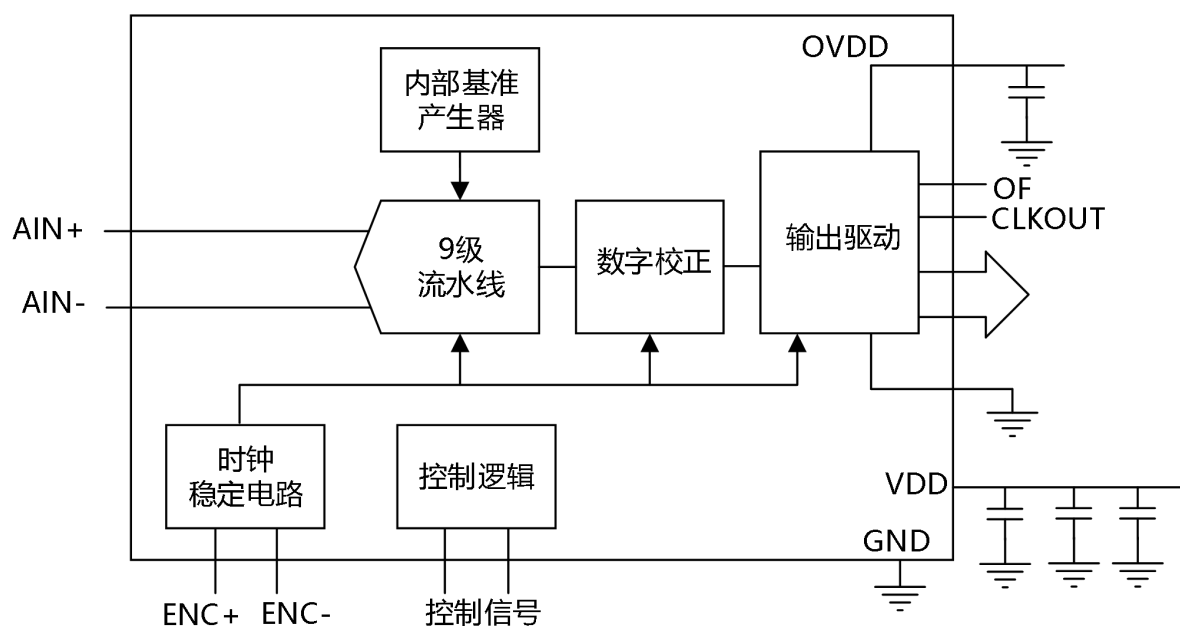 OVDD
内部基准
产生器
OF
CLKOUT
AIN+
9级
流水线
数字校正
输出驱动
AIN-
时钟
稳定电路
控制逻辑
VDD
GND
ENC+
ENC-
控制信号